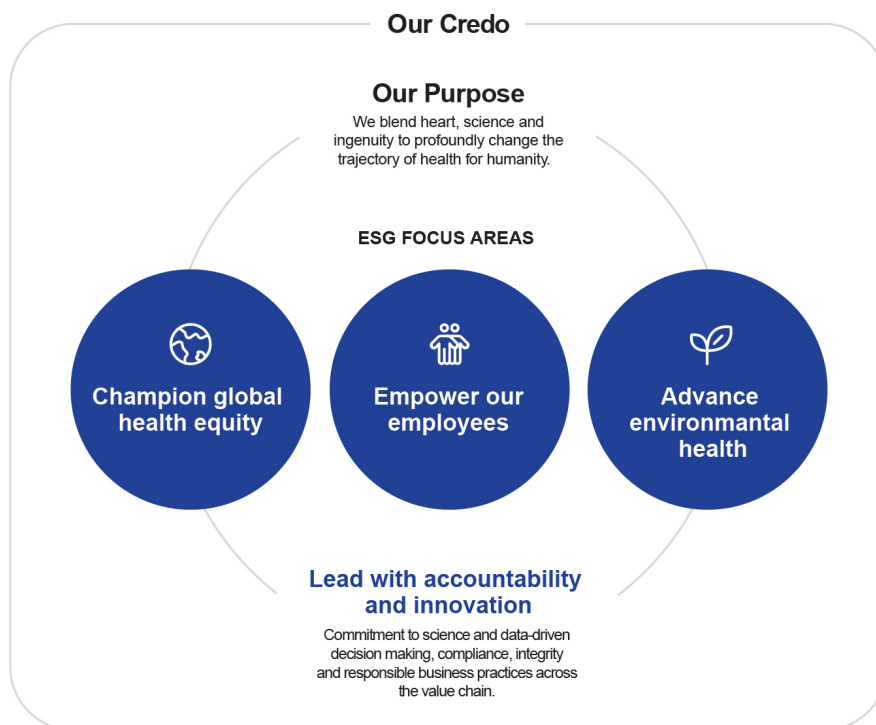 Our Credo
Our Purpose
We blend heart, science and
ingenuity to profoundly change the
trajectory of health for humanity.
ESG FOCUS AREAS
Champion global
health equity
Empower our
employees
Advance
environmantal
health
Lead with accountability
and innovation
Commitment to science and data-driven
decision making, compliance, integrity
and responsible business practices across
the value chain.